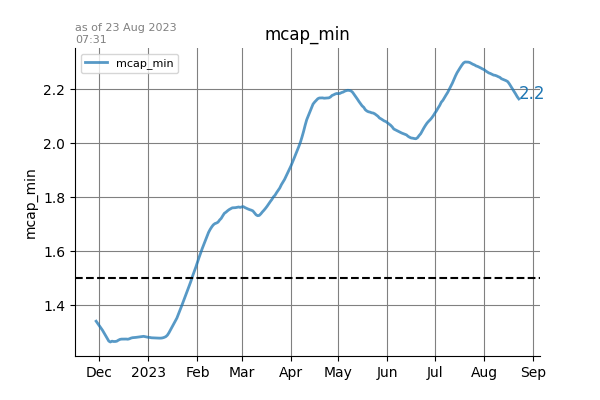 as of 23 Aug 2023
07:31
mcap_min
mcap_min
2.2
2.2
2.0
1.8
1.6
1.4
mcap_min
Dec 2023 Feb Mar Apr May Jun Jul Aug Sep